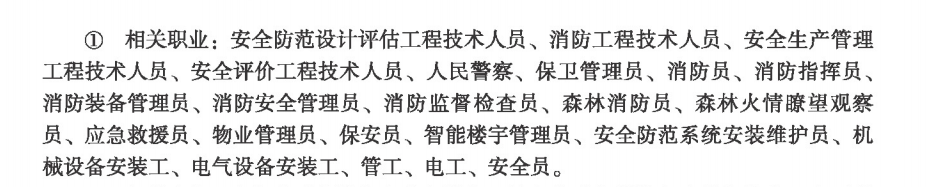 ① 相关职业：安全防范设计评估工程技术人员、消防工程技术人员、安全生产管理
工程技术人员、安全评价工程技术人员、人民警察、保卫管理员、消防员、消防指挥员、
消防装备管理员、消防安全管理员、消防监督检查员、森林消防员、森林火情瞭望观察
员、应急救援员、物业管理员、保安员、智能楼宇管理员、安全防范系统安装维护员、机
械设备安装工、电气设备安装工、管工、电工、安全员。